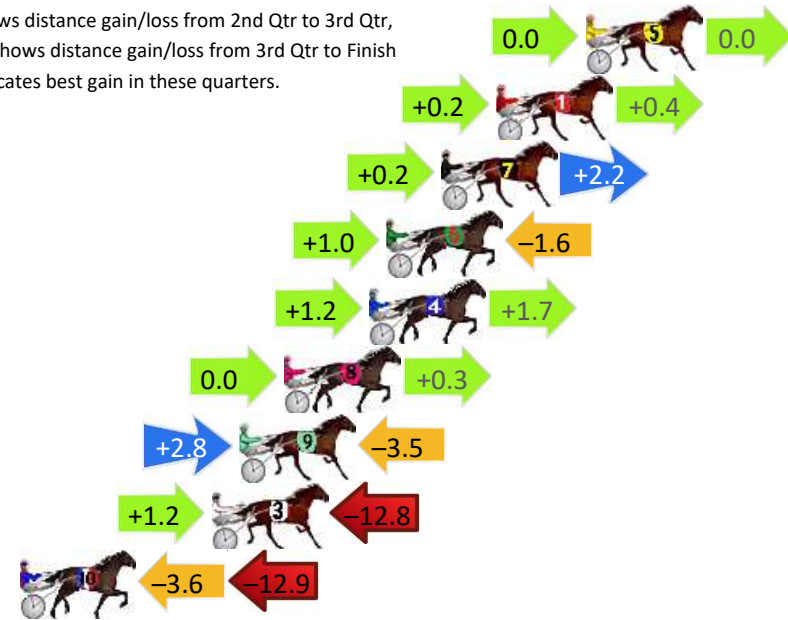 ws distance gain/loss from 2nd Qtr to 3rd Qtr,
hows distance gain/loss from 3rd Qtr to Finish
cates best gain in these quarters.
0.0 5 0.0
+0.2 1 +0.4
+0.2 7 +2.2
+1.0 6 –1.6
+1.2 4 +1.7
0.0 8 +0.3
+2.8 9 –3.5
+1.2 3 –12.8
10 –3.6 –12.9